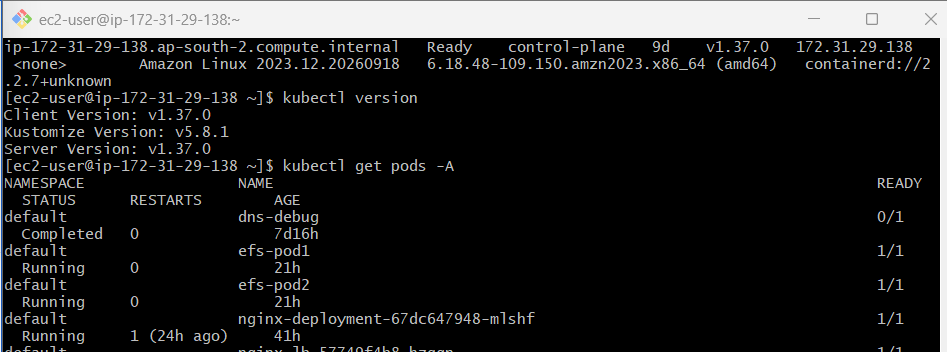 ec2-user@ip-172-31-29-138:~
ip-172-31-29-138.ap-south-2.compute.internal   Ready    control-plane   9d    v1.37.0   172.31.29.138
 <none>        Amazon Linux 2023.12.20260918   6.18.48-109.150.amzn2023.x86_64 (amd64)   containerd://2
.2.7+unknown
[ec2-user@ip-172-31-29-138 ~]$ kubectl version
Client Version: v1.37.0
Kustomize Version: v5.8.1
Server Version: v1.37.0
[ec2-user@ip-172-31-29-138 ~]$ kubectl get pods -A
NAMESPACE                  NAME                                                                       READY
  STATUS      RESTARTS        AGE
default                    dns-debug                                                                  0/1
  Completed   0               7d16h
default                    efs-pod1                                                                   1/1
  Running     0               21h
default                    efs-pod2                                                                   1/1
  Running     0               21h
default                    nginx-deployment-67dc647948-mlshf                                          1/1
  Running     1 (24h ago)     41h